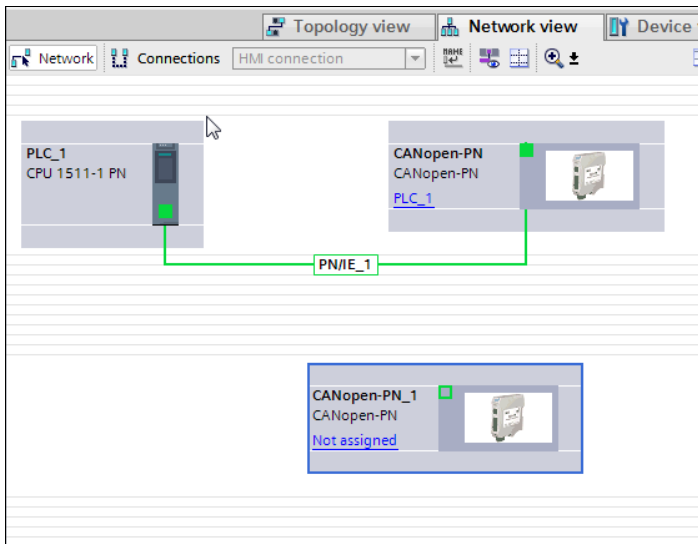 Topology view
Network view
Device
Network
Connections
HMI connection
PLC_1
CPU 1511-1 PN
CANopen-PN
CANopen-PN
PLC_1
PN/IE_1
CANopen-PN_1
CANopen-PN
Not assigned